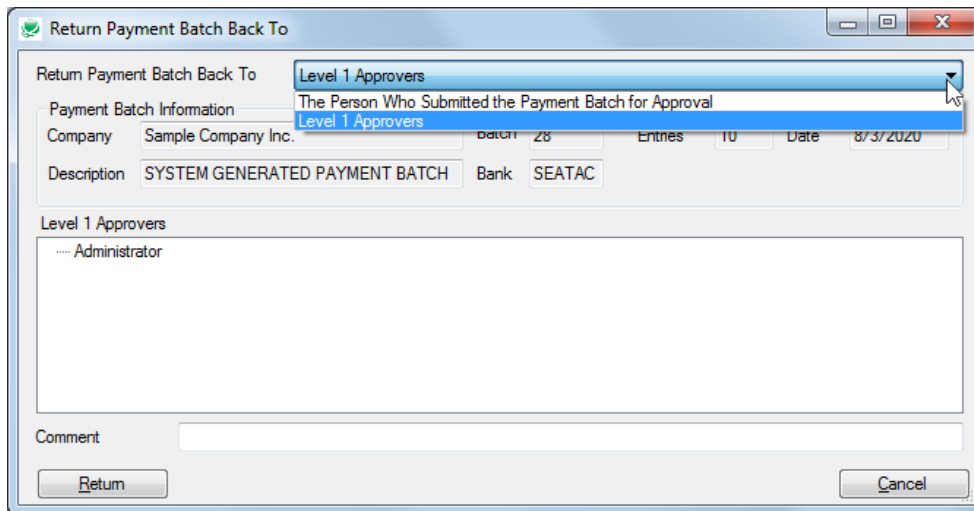 Return Payment Batch Back To
Return Payment Batch Back To Level 1 Approvers
The Person Who Submitted the Payment Batch for Approval
Level 1 Approvers
Payment Batch Information
Company Sample Company Inc. Batch 28 Entries 10 Date 8/3/2020
Description SYSTEM GENERATED PAYMENT BATCH Bank SEATAC
Level 1 Approvers
Administrator
Comment
Return Cancel